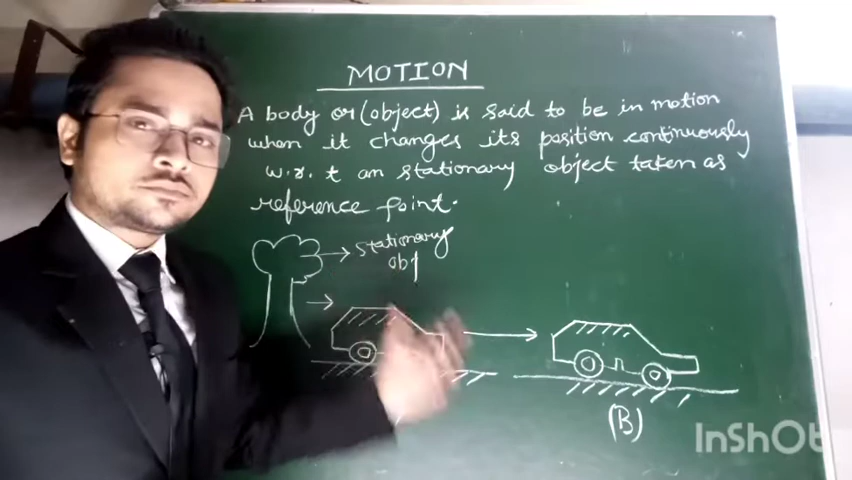 MOTION
A body or (object) is said to be in motion
when it changes its position continuously
w.r.t an stationary object taken as
reference point.
stationary
obj
(B)
InShO